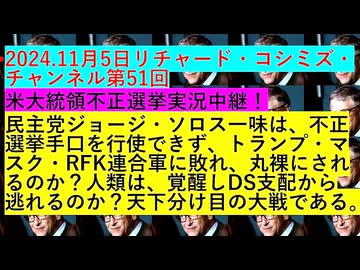 2024.11月5日リチャード・コシミズ・
チャンネル第51回
米大統領不正選挙実況中継！
民主党ジョージ・ソロス一味は、不正
選挙手口を行使できず、トランプ・マ
スク・RFK連合軍に敗れ、丸裸にされ
るのか？人類は、覚醒しDS支配から
逃れるのか？天下分け目の大戦である。